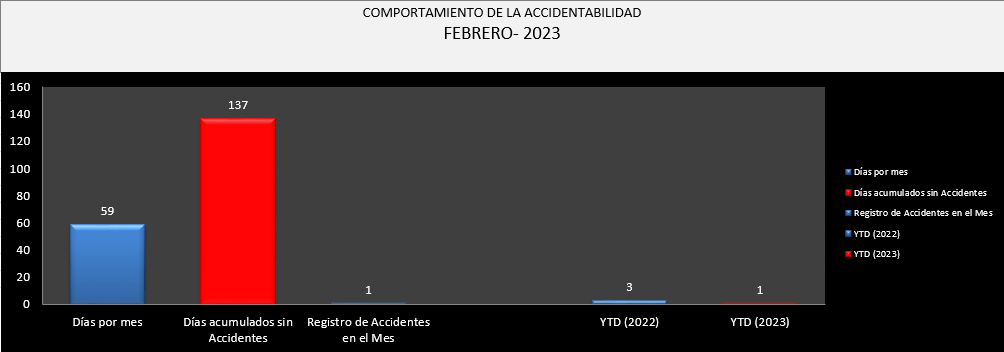 COMPORTAMIENTO DE LA ACCIDENTABILIDAD
FEBRERO- 2023
160
140
120
100
80
60
40
20
0
59
137
1
3
1
Días por mes
Días acumulados sin
Accidentes
Registro de Accidentes
en el Mes
YTD (2022)
YTD (2023)
Días por mes
Días acumulados sin Accidentes
Registro de Accidentes en el Mes
YTD (2022)
YTD (2023)